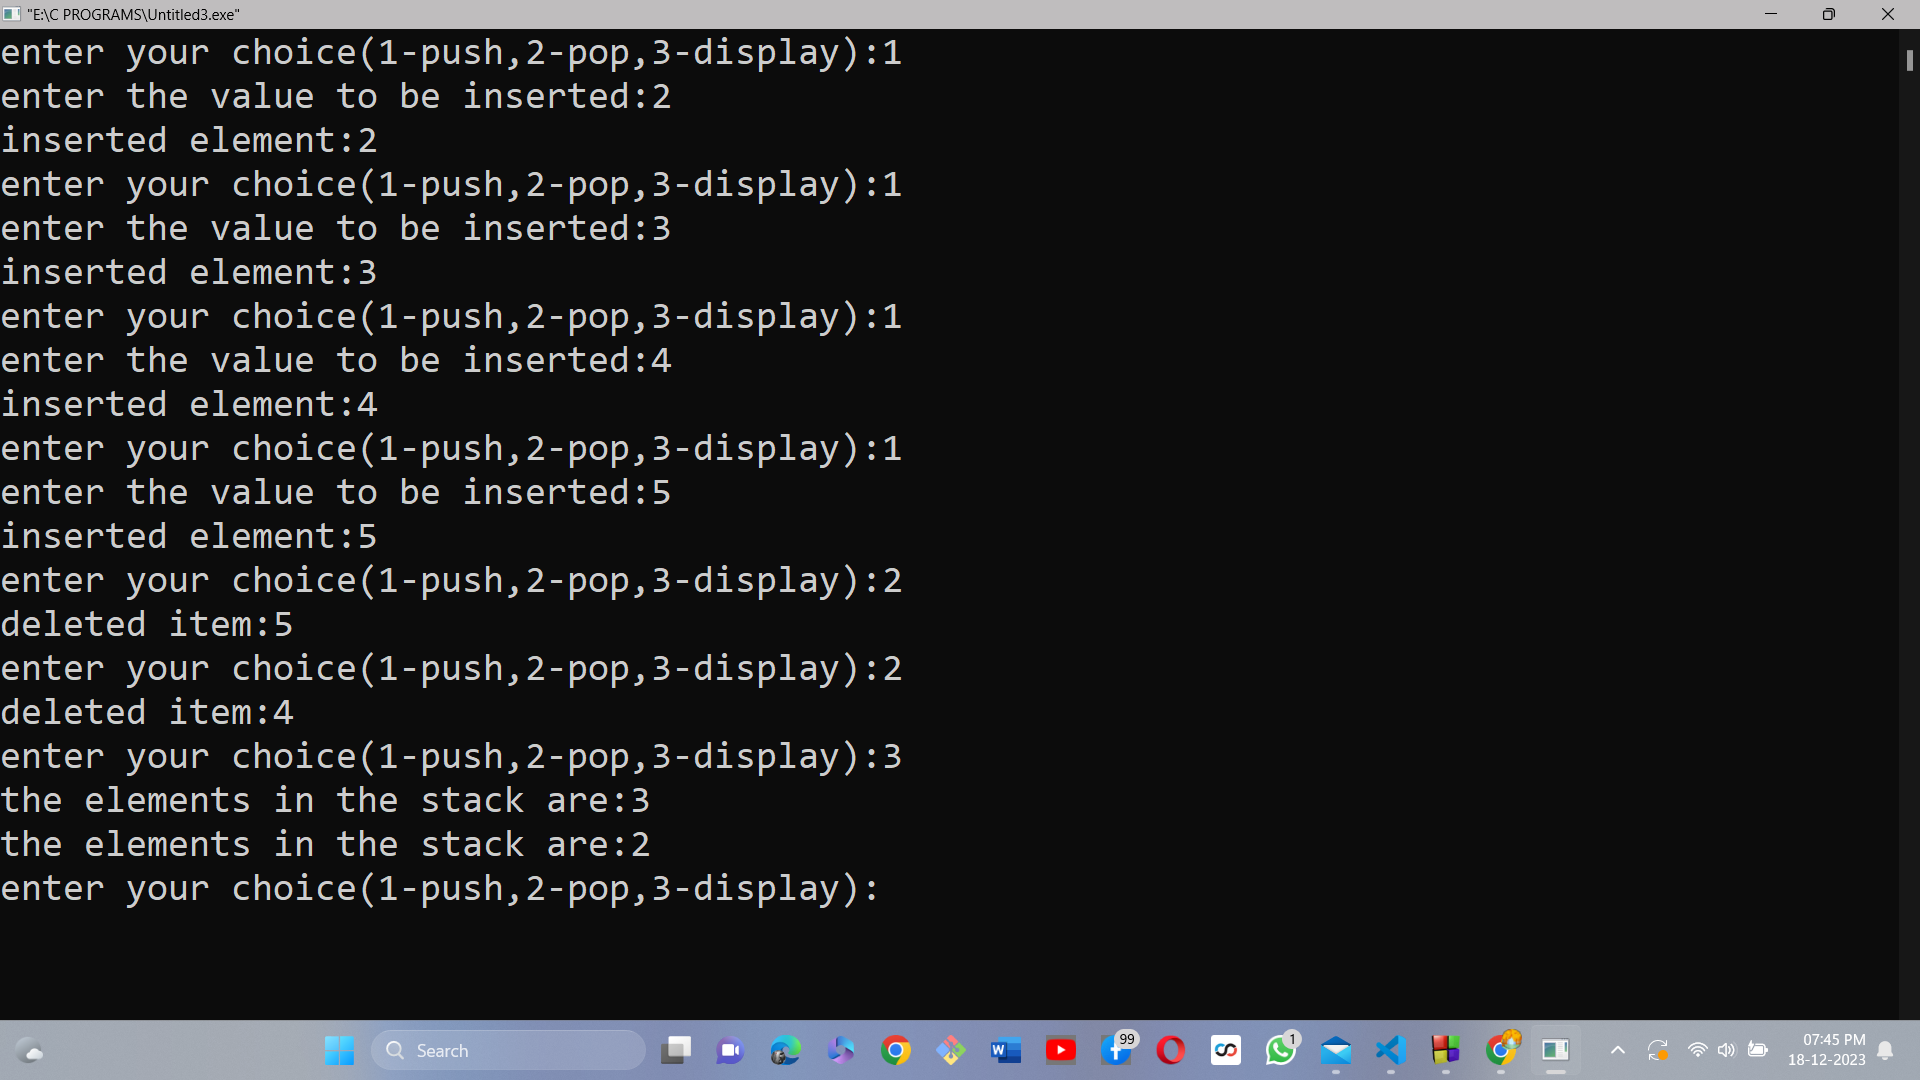 "E:\C PROGRAMS\Untitled3.exe"
enter your choice(1-push,2-pop,3-display):1
enter the value to be inserted:2
inserted element:2
enter your choice(1-push,2-pop,3-display):1
enter the value to be inserted:3
inserted element:3
enter your choice(1-push,2-pop,3-display):1
enter the value to be inserted:4
inserted element:4
enter your choice(1-push,2-pop,3-display):1
enter the value to be inserted:5
inserted element:5
enter your choice(1-push,2-pop,3-display):2
deleted item:5
enter your choice(1-push,2-pop,3-display):2
deleted item:4
enter your choice(1-push,2-pop,3-display):3
the elements in the stack are:3
the elements in the stack are:2
enter your choice(1-push,2-pop,3-display):
Search
W
99
1
07:45 PM
18-12-2023